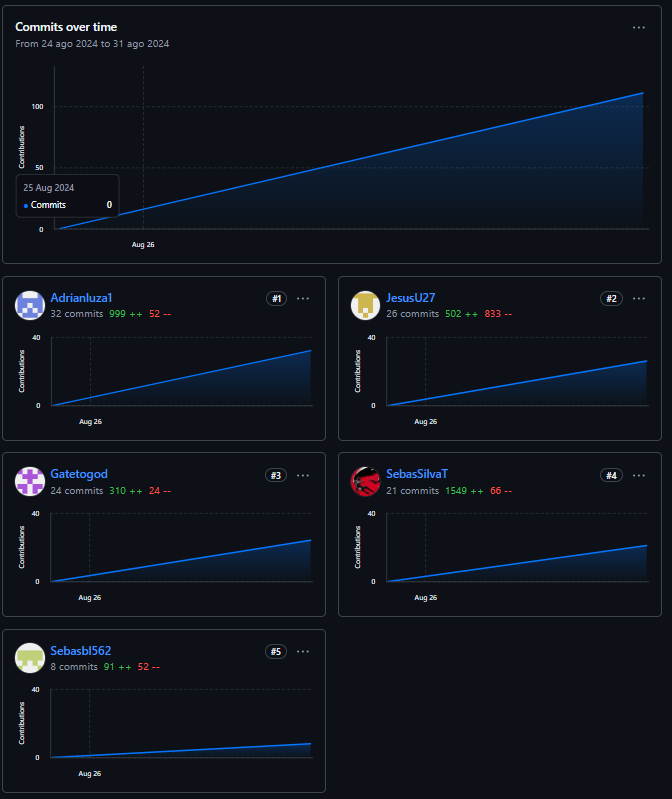 Commits over time
From 24 ago 2024 to 31 ago 2024
Contributions
100
50
0
25 Aug 2024
Commits 0
Aug 26
Adrianluza1 #1
32 commits 999 ++ 52 --
Contributions
40
0
Aug 26
JesusU27 #2
26 commits 502 ++ 833 --
Contributions
40
0
Aug 26
Gatetogod #3
24 commits 310 ++ 24 --
Contributions
40
0
Aug 26
SebasSilvaT #4
21 commits 1549 ++ 66 --
Contributions
40
0
Aug 26
Sebasbl562 #5
8 commits 91 ++ 52 --
Contributions
40
0
Aug 26